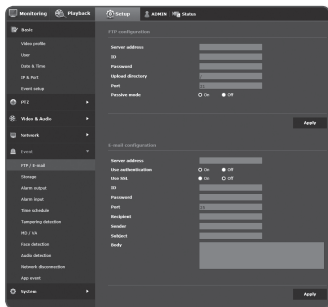 Monitoring Playback Setup ADMIN Status
Basic
Video profile
User
Date & Time
IP & Port
Event setup
PTZ
Video & Audio
Network
Event
FTP / E-mail
Storage
Alarm output
Alarm input
Time schedule
Tampering detection
MD / VA
Face detection
Audio detection
Network disconnection
App event
System
FTP configuration
Server address
ID
Password
Upload directory
Port
Passive mode On Off
Apply
E-mail configuration
Server address
Use authentication On Off
Use SSL On Off
ID
Password
Port
Recipient
Sender
Subject
Body
Apply